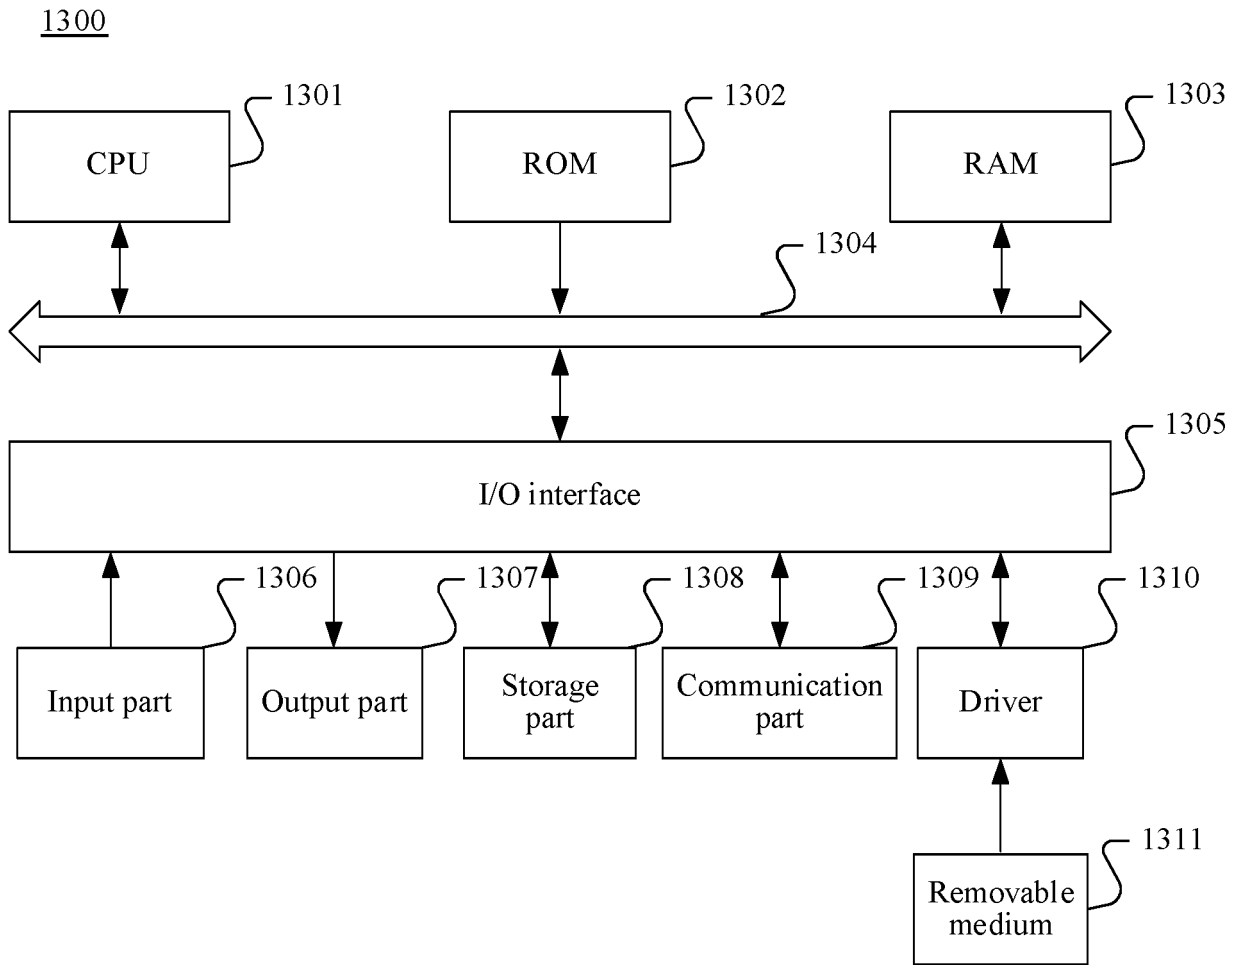 1300
1301
1302
1303
CPU
ROM
RAM
1304
1305
I/O interface
1306
1307
1308
1309
1310
Input part
Output part
Storage
part
Communication
part
Driver
1311
Removable
medium